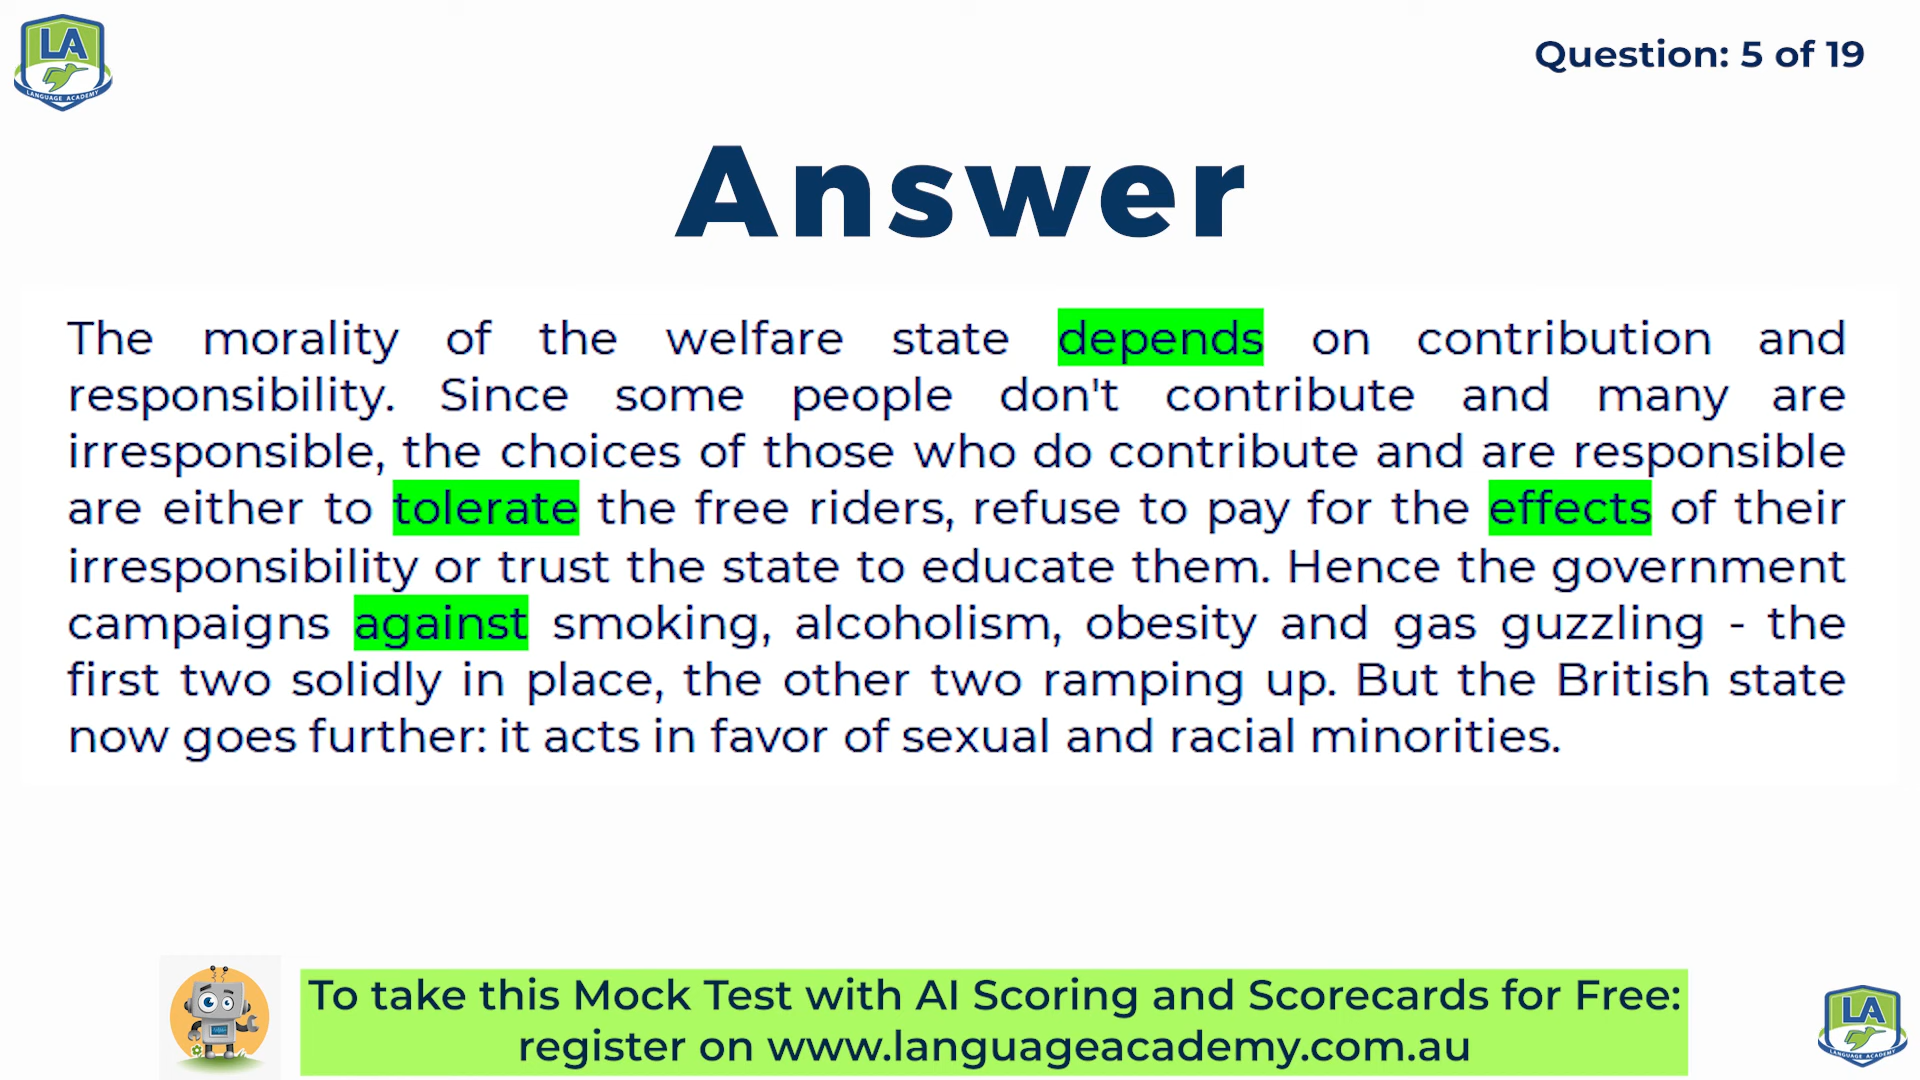 LA
LANGUAGE ACADEMY
Question: 5 of 19
Answer
The morality of the welfare state depends on contribution and
responsibility. Since some people don't contribute and many are
irresponsible, the choices of those who do contribute and are responsible
are either to tolerate the free riders, refuse to pay for the effects of their
irresponsibility or trust the state to educate them. Hence the government
campaigns against smoking, alcoholism, obesity and gas guzzling - the
first two solidly in place, the other two ramping up. But the British state
now goes further: it acts in favor of sexual and racial minorities.
To take this Mock Test with AI Scoring and Scorecards for Free:
register on www.languageacademy.com.au
LA
LANGUAGE ACADEMY